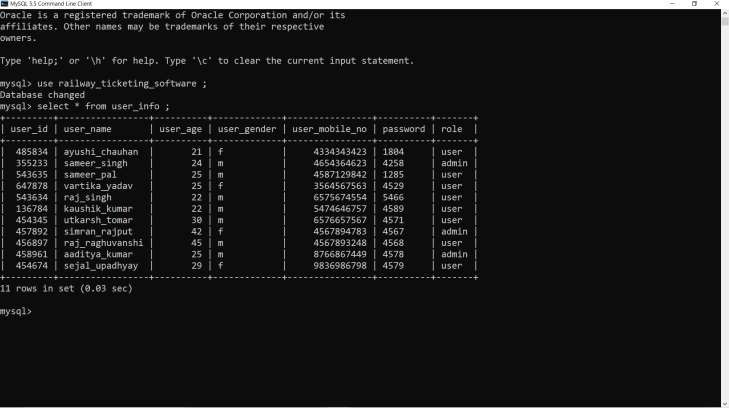 MySQL 5.5 Command Line Client
Oracle is a registered trademark of Oracle Corporation and/or its
affiliates. Other names may be trademarks of their respective
owners.
Type 'help;' or '\h' for help. Type '\c' to clear the current input statement.
mysql> use railway_ticketing_software ;
Database changed
mysql> select * from user_info ;
+---------+----------------+----------+-------------+----------------+----------+-------+
| user_id | user_name | user_age | user_gender | user_mobile_no | password | role |
+---------+----------------+----------+-------------+----------------+----------+-------+
| 485834 | ayushi_chauhan | 21 | f | 4334343423 | 1804 | user |
| 355233 | sameer_singh | 24 | m | 4654364623 | 4258 | admin |
| 543635 | sameer_pal | 25 | m | 4587129842 | 1285 | user |
| 647878 | vartika_yadav | 25 | f | 3564567563 | 4529 | user |
| 543634 | raj_singh | 22 | m | 6575674554 | 5466 | user |
| 136784 | kaushik_kumar | 22 | m | 5474646757 | 4589 | user |
| 454345 | utkarsh_tomar | 30 | m | 6576657567 | 4571 | user |
| 457892 | simran_rajput | 42 | f | 4567894783 | 4567 | admin |
| 456897 | raj_raghuvanshi | 45 | m | 4567893248 | 4568 | user |
| 458961 | aaditya_kumar | 25 | m | 8766867449 | 4578 | admin |
| 454674 | sejal_upadhyay | 29 | f | 9836986798 | 4579 | user |
+---------+----------------+----------+-------------+----------------+----------+-------+
11 rows in set (0.03 sec)
mysql>